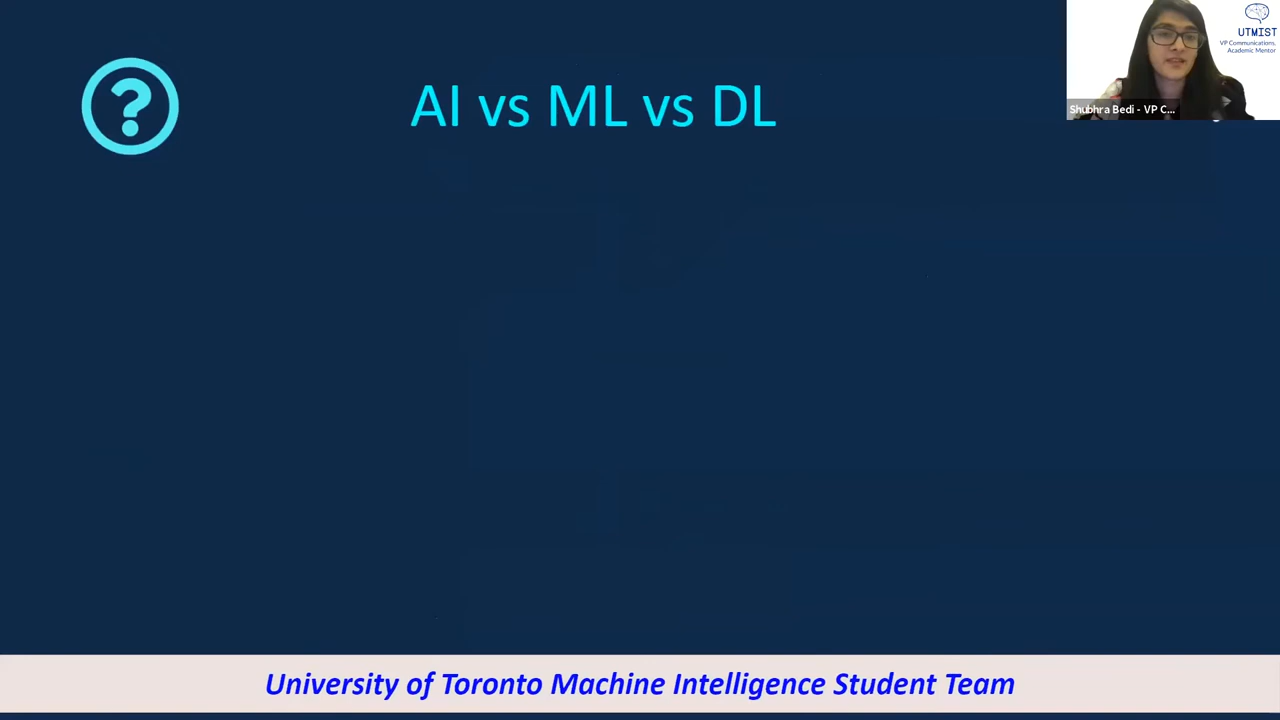 AI vs ML vs DL
UTMIST
VP Communications,
Academic Mentor
Shubhra Bedi - VP C...
University of Toronto Machine Intelligence Student Team